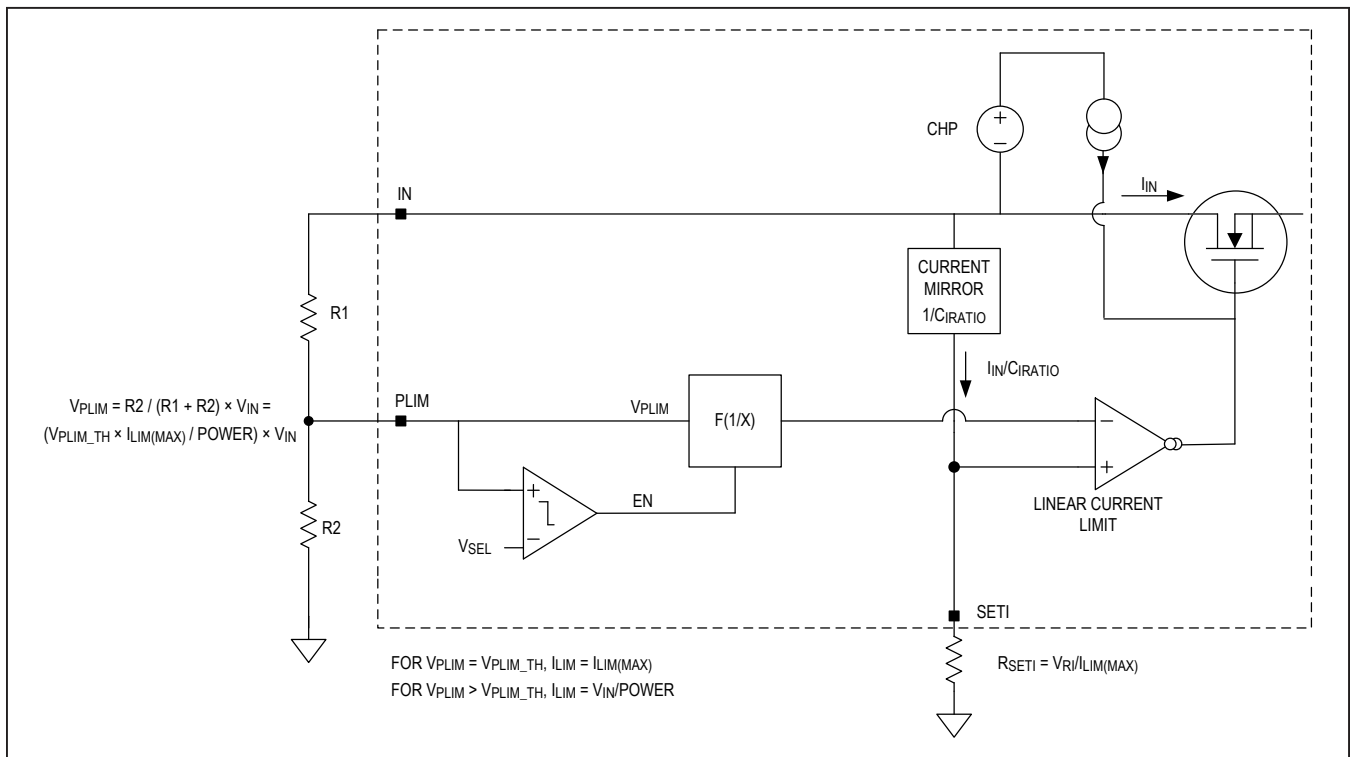 CHP
+
−
IN
IIN
CURRENT
MIRROR
1/CIRATIO
R1
IIN/CIRATIO
VPLIM = R2 / (R1 + R2) × VIN =
(VPLIM_TH × ILIM(MAX) / POWER) × VIN
PLIM
VPLIM
F(1/X)
−
+
LINEAR CURRENT
LIMIT
R2
+
−
EN
VSEL
SETI
FOR VPLIM = VPLIM_TH, ILIM = ILIM(MAX)
FOR VPLIM > VPLIM_TH, ILIM = VIN/POWER
RSETI = VRI/ILIM(MAX)